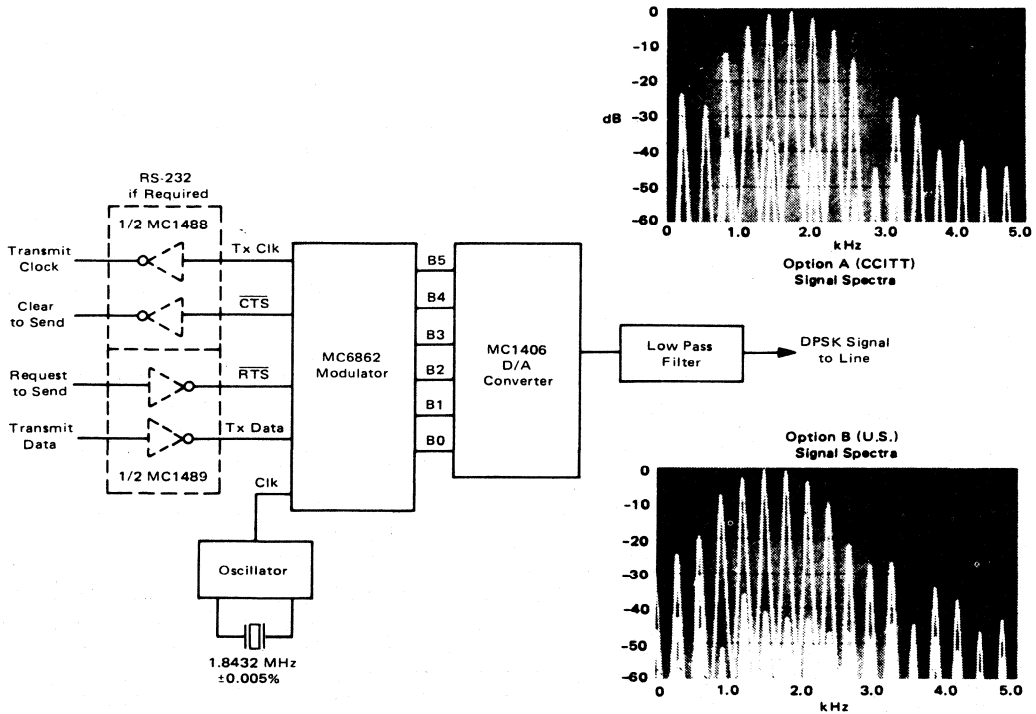 0
-10
-20
-30
-40
-50
-60
dB
1.0 2.0 3.0 4.0 5.0
kHz
Option A (CCITT)
Signal Spectra
RS-232
if Required
1/2 MC1488
Transmit
Clock
Tx Clk
Clear
to Send
CTS
Request
to Send
RTS
Transmit
Data
Tx Data
1/2 MC1489
Clk
MC6862
Modulator
B5
B4
B3
B2
B1
B0
MC1406
D/A
Converter
Low Pass
Filter
DPSK Signal
to Line
Oscillator
1.8432 MHz
±0.005%
Option B (U.S.)
Signal Spectra
0
-10
-20
-30
-40
-50
-60
0 1.0 2.0 3.0 4.0 5.0
kHz